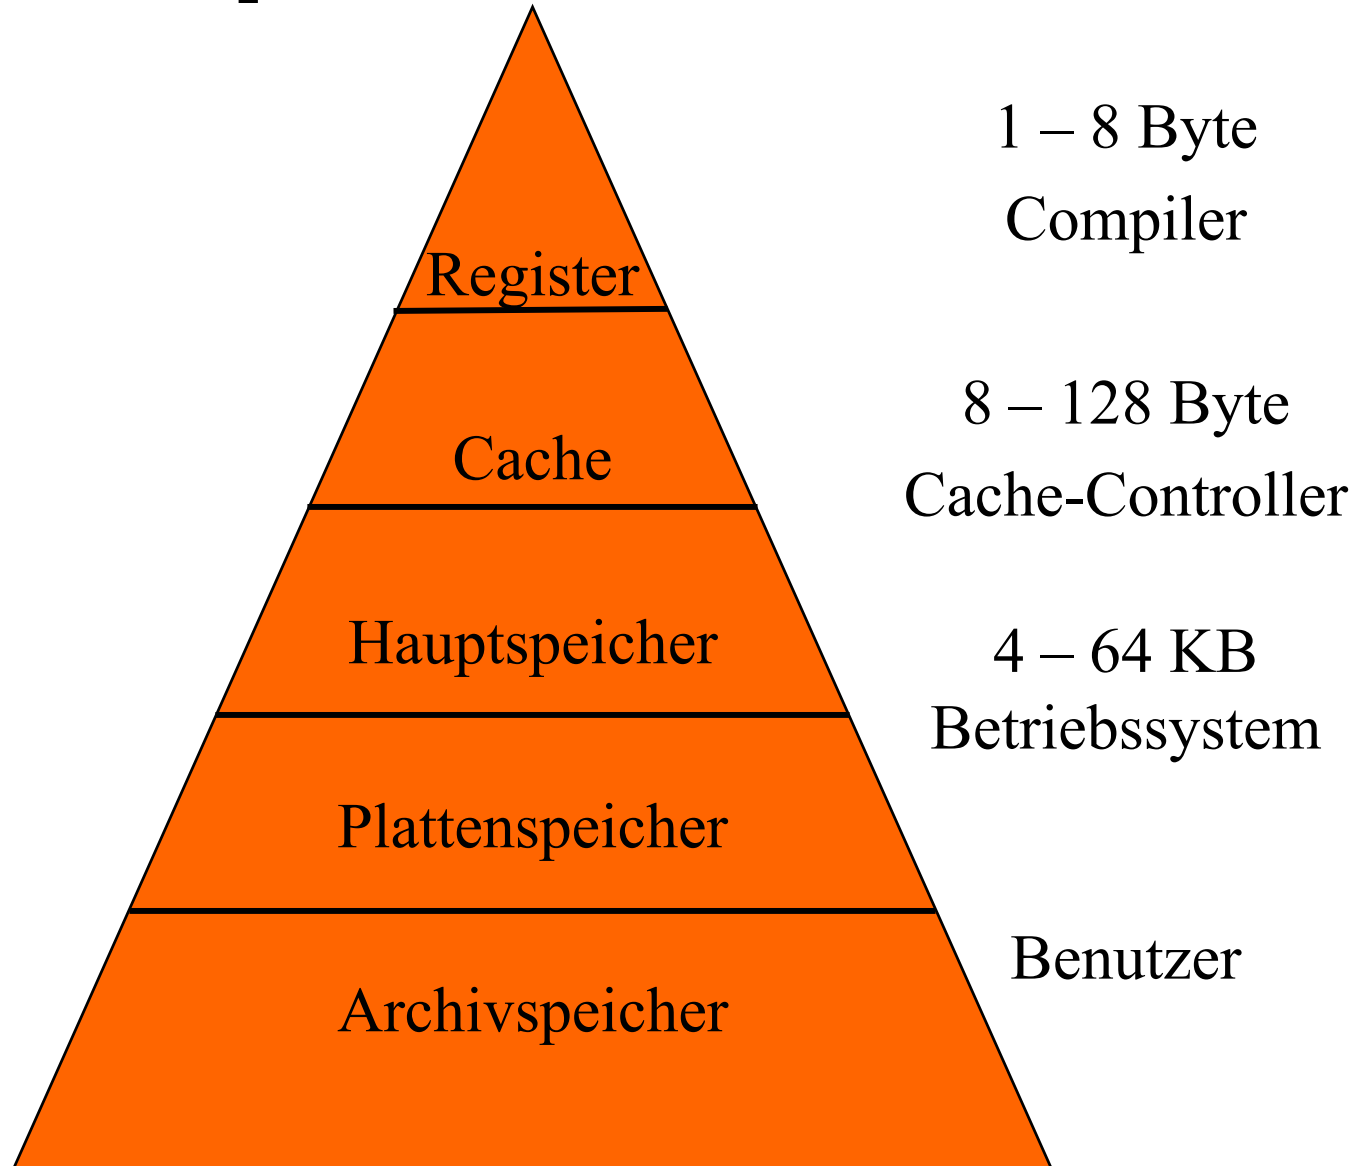 1 – 8 Byte
Compiler
Register
8 – 128 Byte
Cache
Cache-Controller
Hauptspeicher
4 – 64 KB
Betriebssystem
Plattenspeicher
Benutzer
Archivspeicher